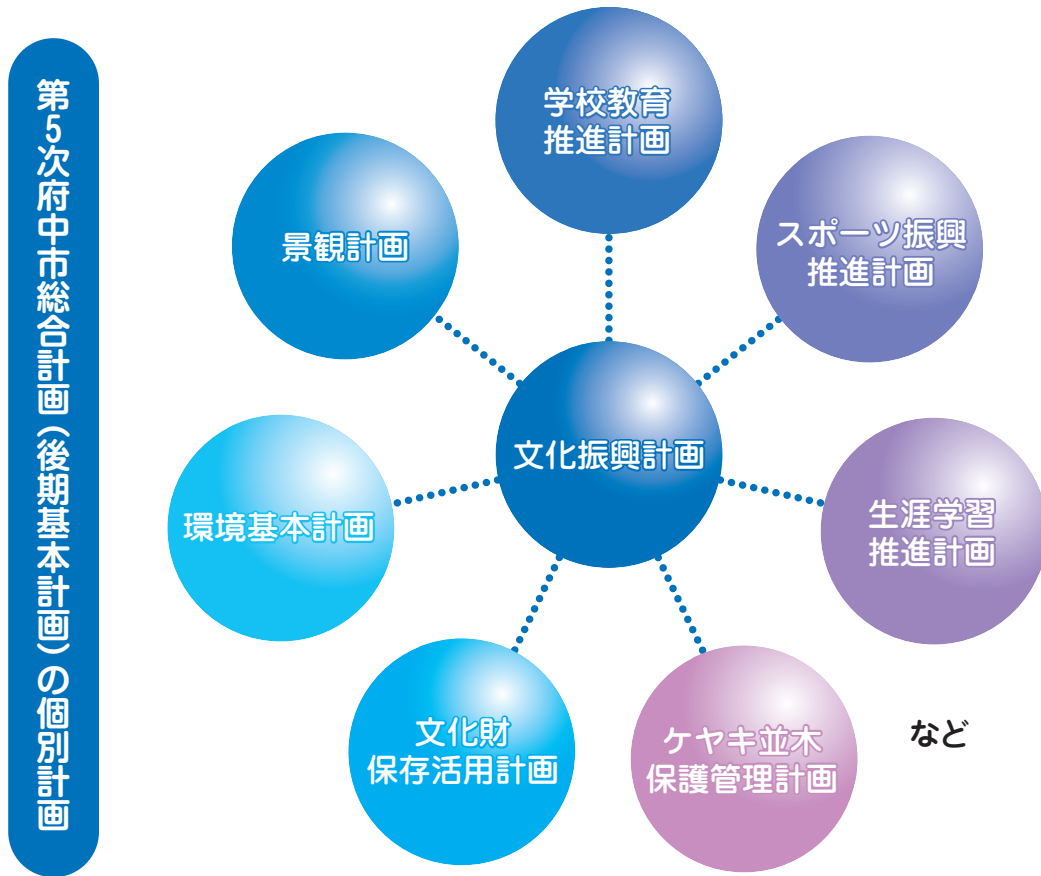 第5次府中市総合計画（後期基本計画）の個別計画
学校教育
推進計画
スポーツ振興
推進計画
景観計画
文化振興計画
生涯学習
推進計画
環境基本計画
文化財
保存活用計画
ケヤキ並木
保護管理計画
など